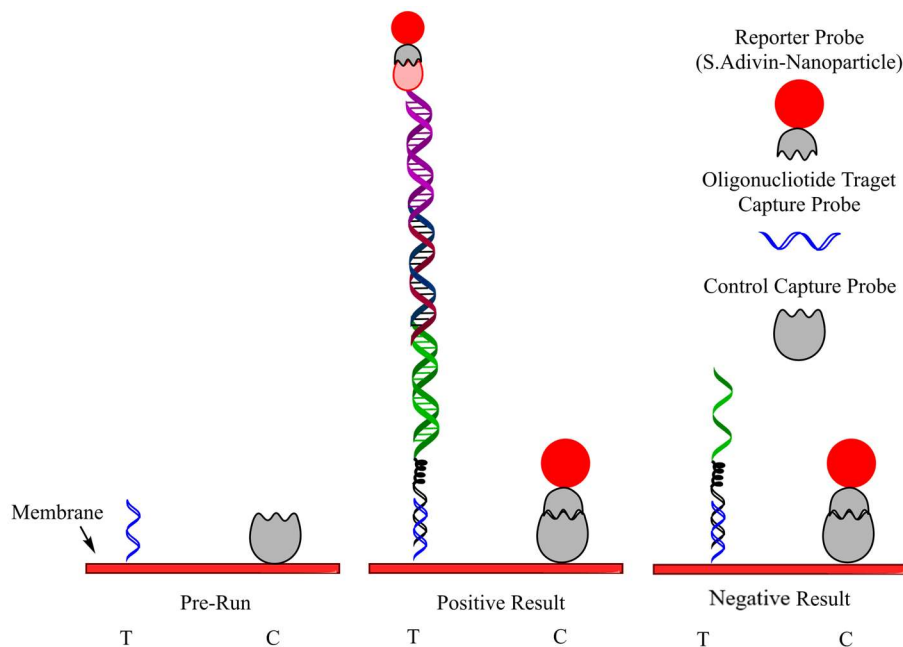 Reporter Probe
(S.Adivin-Nanoparticle)
Oligonucliotide Traget
Capture Probe
Control Capture Probe
Membrane
Pre-Run
Positive Result
Negative Result
T
C
T
C
T
C